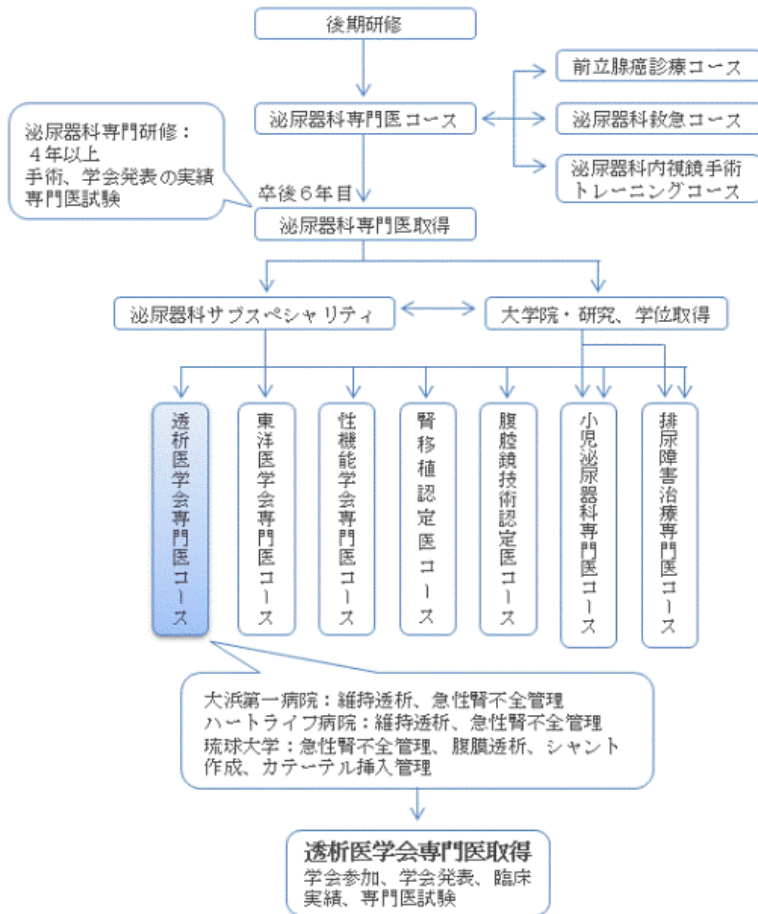 後期研修
前立腺癌診療コース
泌尿器科専門医コース
泌尿器科救急コース
泌尿器科内視鏡手術
トレーニングコース
泌尿器科専門研修：
４年以上
手術、学会発表の実績
専門医試験
卒後６年目
泌尿器科専門医取得
泌尿器科サブスペシャリティ
大学院・研究、学位取得
透析医学会専門医コース
東洋医学会専門医コース
性機能学会専門医コース
腎移植認定医コース
腹腔鏡技術認定医コース
小児泌尿器科専門医コース
排尿障害治療専門医コース
大浜第一病院：維持透析、急性腎不全管理
ハートライフ病院：維持透析、急性腎不全管理
琉球大学：急性腎不全管理、腹膜透析、シャント
作成、カテーテル挿入管理
透析医学会専門医取得
学会参加、学会発表、臨床
実績、専門医試験